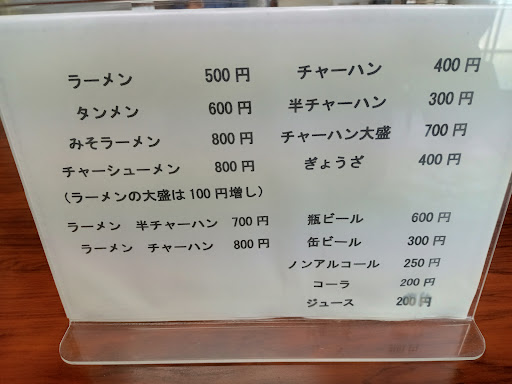 ラーメン 500円
タンメン 600円
みそラーメン 800円
チャーシューメン 800円
(ラーメンの大盛は100円増し)
ラーメン 半チャーハン 700円
ラーメン チャーハン 800円
チャーハン 400円
半チャーハン 300円
チャーハン大盛 700円
ぎょうざ 400円
瓶ビール 600円
缶ビール 300円
ノンアルコール 250円
コーラ 200円
ジュース 200円